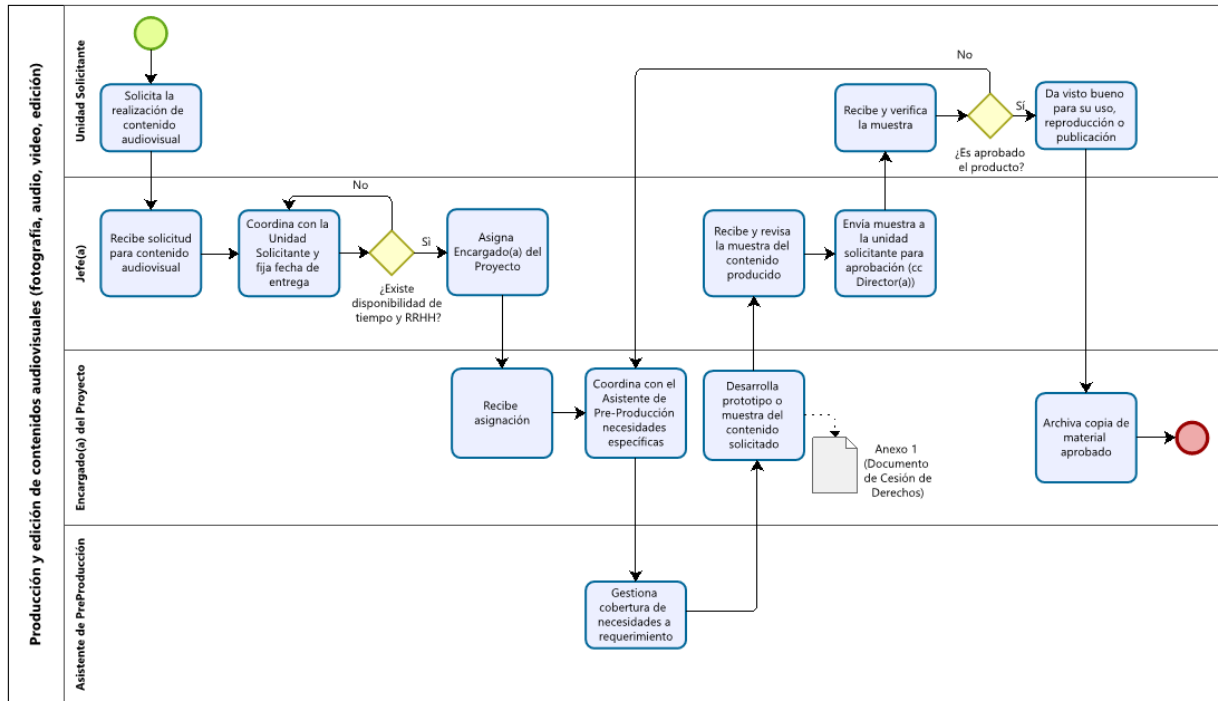 Producción y edición de contenidos audiovisuales (fotografía, audio, video, edición)
Unidad Solicitante
Solicita la
realización de
contenido
audiovisual
Recibe y verifica
la muestra
No
¿Es aprobado
el producto?
Sí
Da visto bueno
para su uso,
reproducción o
publicación
Jefe(a)
Recibe solicitud
para contenido
audiovisual
Coordina con la
Unidad
Solicitante y
fija fecha de
entrega
No
¿Existe
disponibilidad de
tiempo y RRHH?
Sì
Asigna
Encargado(a) del
Proyecto
Recibe y revisa
la muestra del
contenido
producido
Envía muestra a
la unidad
solicitante para
aprobación (cc
Director(a))
Encargado(a) del Proyecto
Recibe
asignación
Coordina con el
Asistente de
Pre-Producción
necesidades
específicas
Desarrolla
prototipo o
muestra del
contenido
solicitado
Anexo 1
(Documento
de Cesión de
Derechos)
Archiva copia de
material
aprobado
Asistente de PreProducción
Gestiona
cobertura de
necesidades a
requerimiento